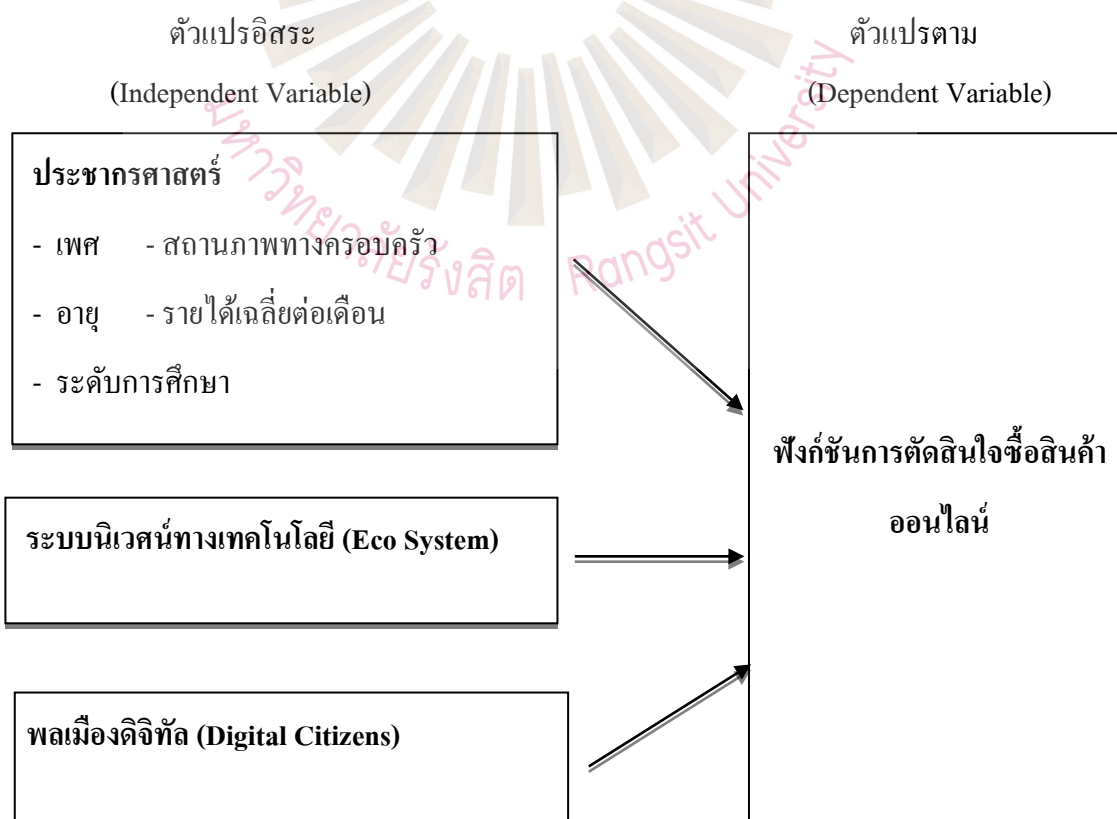 ตัวแปรอิสระ
(Independent Variable)
ตัวแปรตาม
(Dependent Variable)
ประชากรศาสตร์
- เพศ - สถานภาพทางครอบครัว
- อายุ - รายได้เฉลี่ยต่อเดือน
- ระดับการศึกษา
ระบบนิเวศน์ทางเทคโนโลยี (Eco System)
พลเมืองดิจิทัล (Digital Citizens)
ฟังก์ชันการตัดสินใจซื้อสินค้า
ออนไลน์
มหาวิทยาลัยรังสิต Rangsit University